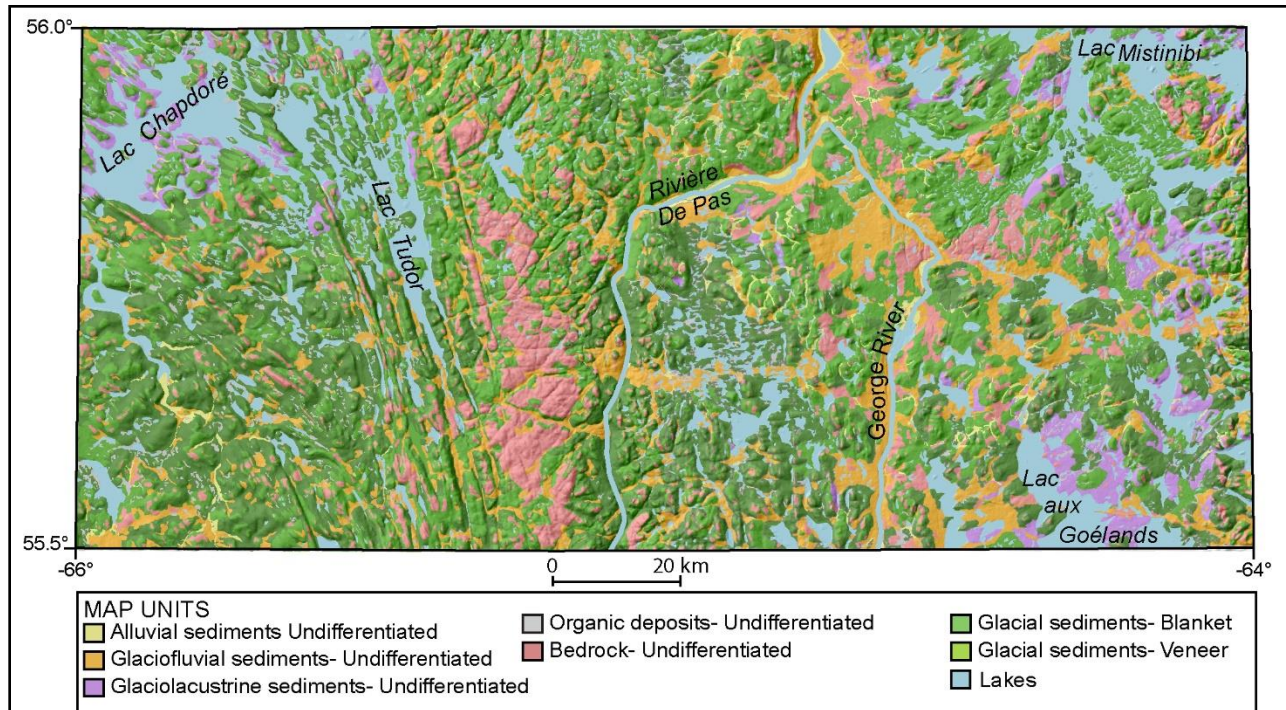 56.0°
Lac Chapdoré
Lac Tudor
Rivière
De Pas
George River
Lac Mistinibi
Lac
aux
Goélands
55.5°
-66°
-64°
0 20 km
MAP UNITS
Alluvial sediments Undifferentiated
Glaciofluvial sediments- Undifferentiated
Glaciolacustrine sediments- Undifferentiated
Organic deposits- Undifferentiated
Bedrock- Undifferentiated
Glacial sediments- Blanket
Glacial sediments- Veneer
Lakes